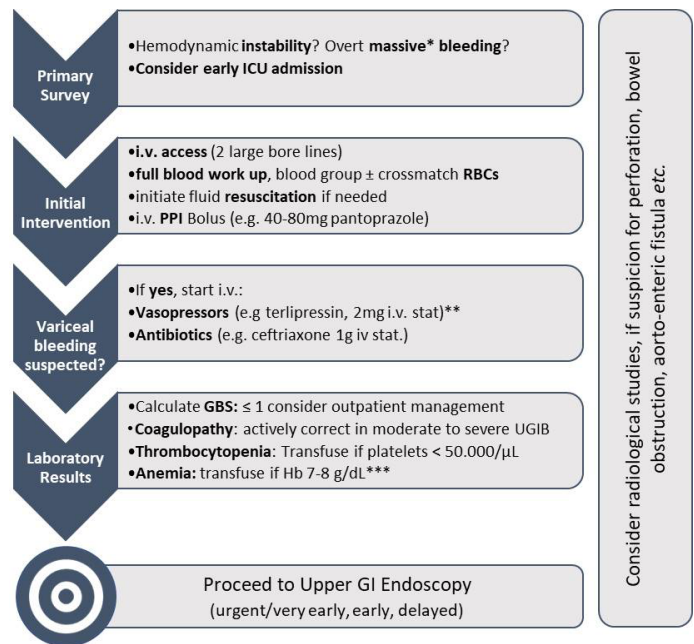 Primary
Survey
•Hemodynamic instability? Overt massive* bleeding?
•Consider early ICU admission
Initial
Intervention
•i.v. access (2 large bore lines)
•full blood work up, blood group ± crossmatch RBCs
•initiate fluid resuscitation if needed
•i.v. PPI Bolus (e.g. 40-80mg pantoprazole)
Variceal
bleeding
suspected?
•If yes, start i.v.:
•Vasopressors (e.g terlipressin, 2mg i.v. stat)**
•Antibiotics (e.g. ceftriaxone 1g iv stat.)
Laboratory
Results
•Calculate GBS: ≤ 1 consider outpatient management
•Coagulopathy: actively correct in moderate to severe UGIB
•Thrombocytopenia: Transfuse if platelets < 50.000/µL
•Anemia: transfuse if Hb 7-8 g/dL***
Proceed to Upper GI Endoscopy
(urgent/very early, early, delayed)
Consider radiological studies, if suspicion for perforation, bowel
obstruction, aorto-enteric fistula etc.